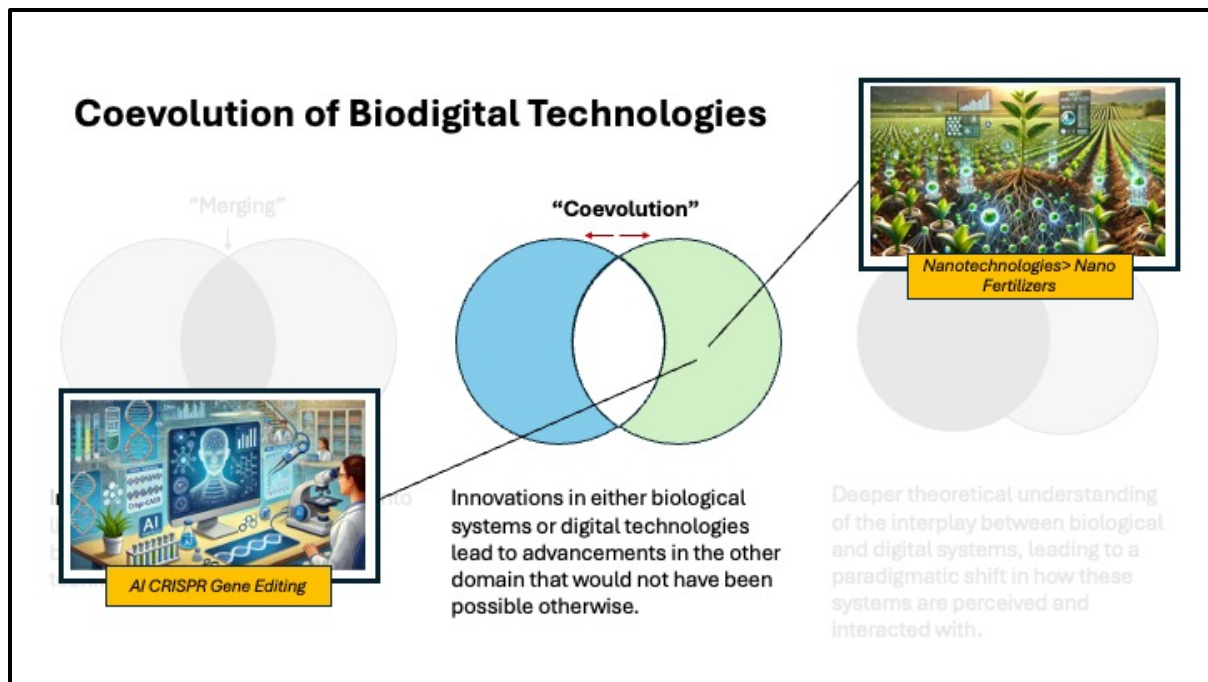 Coevolution of Biodigital Technologies
“Merging”
“Coevolution”
Nanotechnologies> Nano
Fertilizers
AI
AI CRISPR Gene Editing
Innovations in either biological
systems or digital technologies
lead to advancements in the other
domain that would not have been
possible otherwise.
Deeper theoretical understanding
of the interplay between biological
and digital systems, leading to a
paradigmatic shift in how these
systems are perceived and
interacted with.